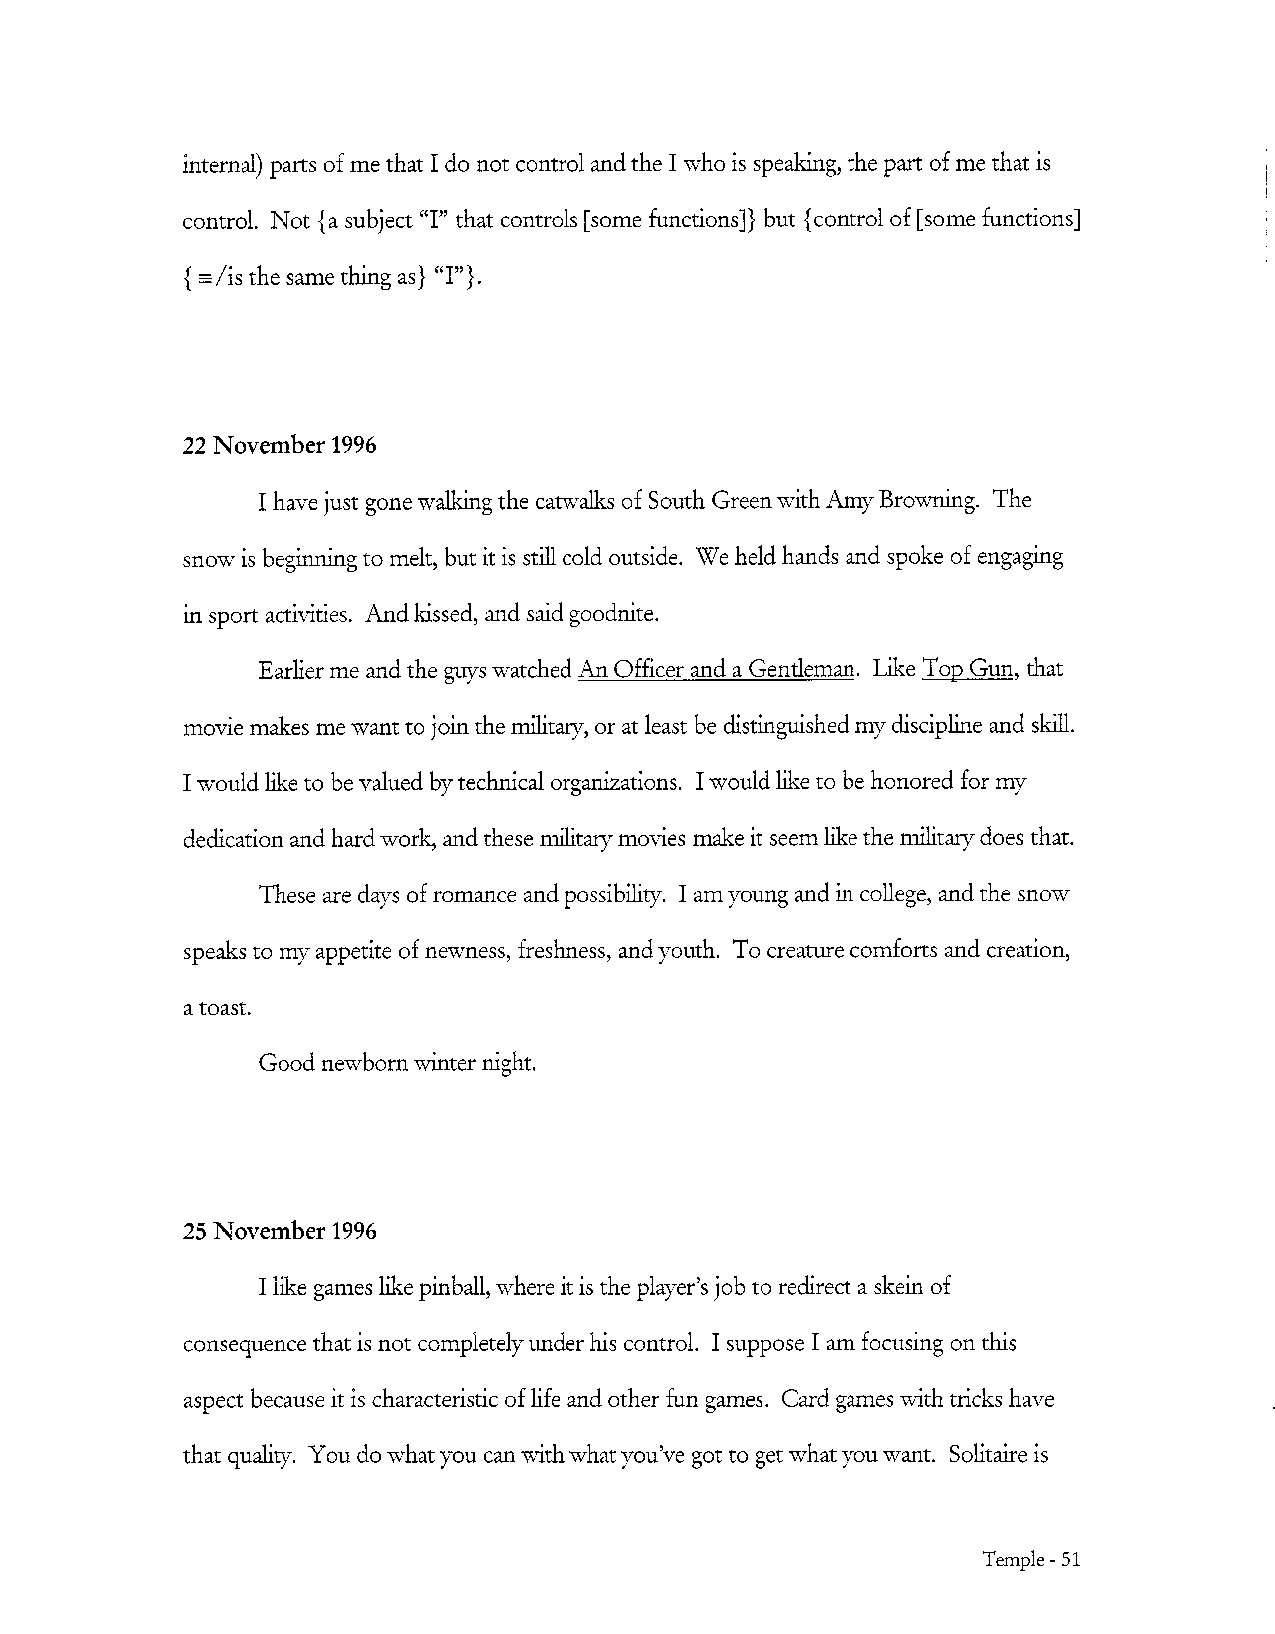 internal) parts of me that I do not control and the I who is speaking, the part of me that is
control. Not {a subject “I” that controls [some functions]} but {control of [some functions]
{ ≡/is the same thing as} “I”}.
22 November 1996
I have just gone walking the catwalks of South Green with Amy Browning. The
snow is beginning to melt, but it is still cold outside. We held hands and spoke of engaging
in sport activities. And kissed, and said goodnite.
Earlier me and the guys watched An Officer and a Gentleman. Like Top Gun, that
movie makes me want to join the military, or at least be distinguished my discipline and skill.
I would like to be valued by technical organizations. I would like to be honored for my
dedication and hard work, and these military movies make it seem like the military does that.
These are days of romance and possibility. I am young and in college, and the snow
speaks to my appetite of newness, freshness, and youth. To creature comforts and creation,
a toast.
Good newborn winter night.
25 November 1996
I like games like pinball, where it is the player's job to redirect a skein of
consequence that is not completely under his control. I suppose I am focusing on this
aspect because it is characteristic of life and other fun games. Card games with tricks have
that quality. You do what you can with what you've got to get what you want. Solitaire is
Temple - 51